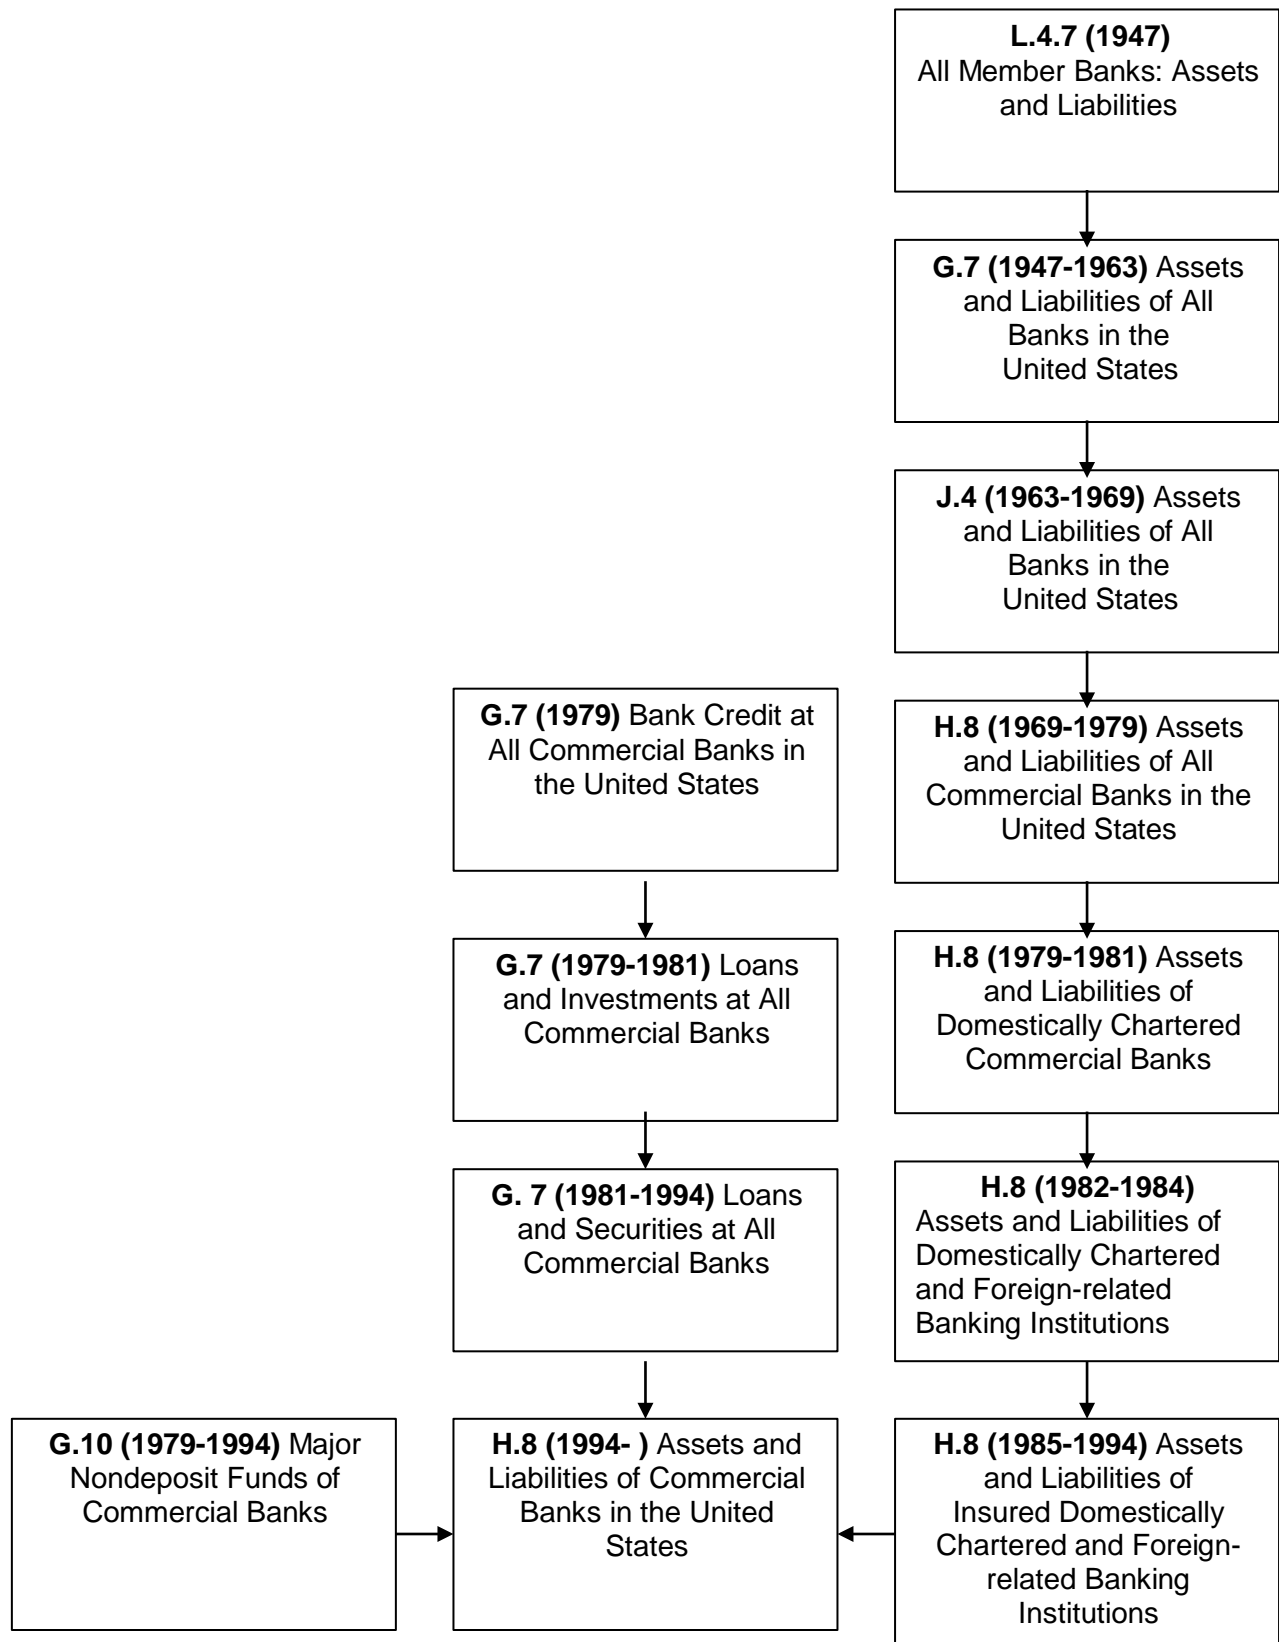 L.4.7 (1947)
All Member Banks: Assets
and Liabilities
G.7 (1947-1963) Assets
and Liabilities of All
Banks in the
United States
J.4 (1963-1969) Assets
and Liabilities of All
Banks in the
United States
G.7 (1979) Bank Credit at
All Commercial Banks in
the United States
H.8 (1969-1979) Assets
and Liabilities of All
Commercial Banks in the
United States
G.7 (1979-1981) Loans
and Investments at All
Commercial Banks
H.8 (1979-1981) Assets
and Liabilities of
Domestically Chartered
Commercial Banks
G. 7 (1981-1994) Loans
and Securities at All
Commercial Banks
H.8 (1982-1984)
Assets and Liabilities of
Domestically Chartered
and Foreign-related
Banking Institutions
G.10 (1979-1994) Major
Nondeposit Funds of
Commercial Banks
H.8 (1994- ) Assets and
Liabilities of Commercial
Banks in the United
States
H.8 (1985-1994) Assets
and Liabilities of
Insured Domestically
Chartered and Foreign-
related Banking
Institutions